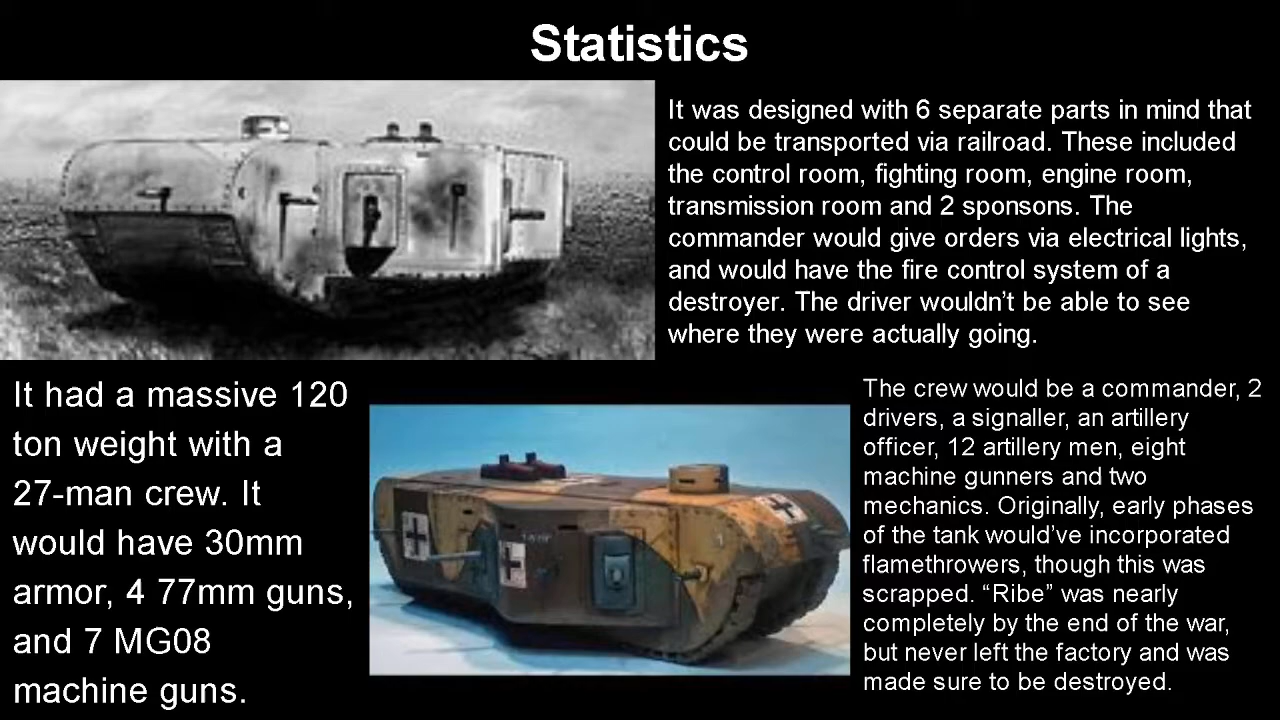 Statistics
It was designed with 6 separate parts in mind that
could be transported via railroad. These included
the control room, fighting room, engine room,
transmission room and 2 sponsons. The
commander would give orders via electrical lights,
and would have the fire control system of a
destroyer. The driver wouldn’t be able to see
where they were actually going.
It had a massive 120
ton weight with a
27-man crew. It
would have 30mm
armor, 4 77mm guns,
and 7 MG08
machine guns.
The crew would be a commander, 2
drivers, a signaller, an artillery
officer, 12 artillery men, eight
machine gunners and two
mechanics. Originally, early phases
of the tank would’ve incorporated
flamethrowers, though this was
scrapped. “Ribe” was nearly
completely by the end of the war,
but never left the factory and was
made sure to be destroyed.